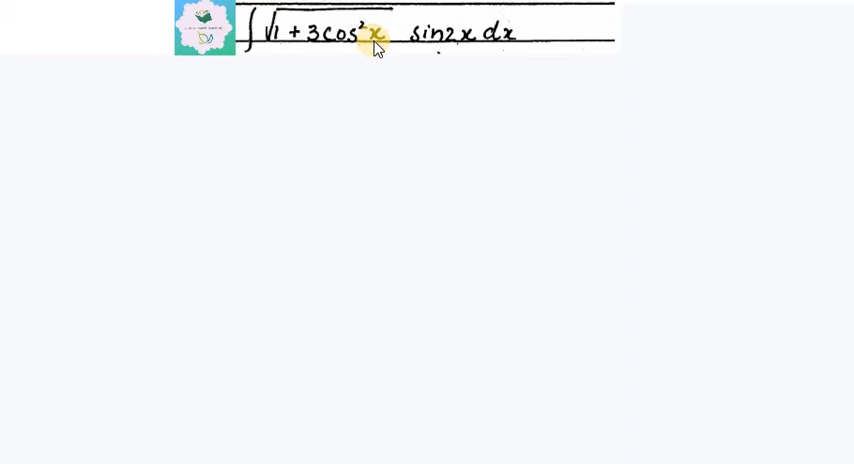 ∫ √1 + 3cos²x sin2x dx